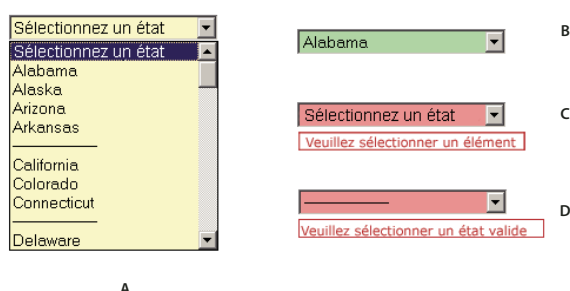 Sélectionnez un état
Sélectionnez un état
Alabama
Alaska
Arizona
Arkansas
California
Colorado
Connecticut
Delaware
A
Alabama
B
Sélectionnez un état
C
Veuillez sélectionner un élément
D
Veuillez sélectionner un état valide